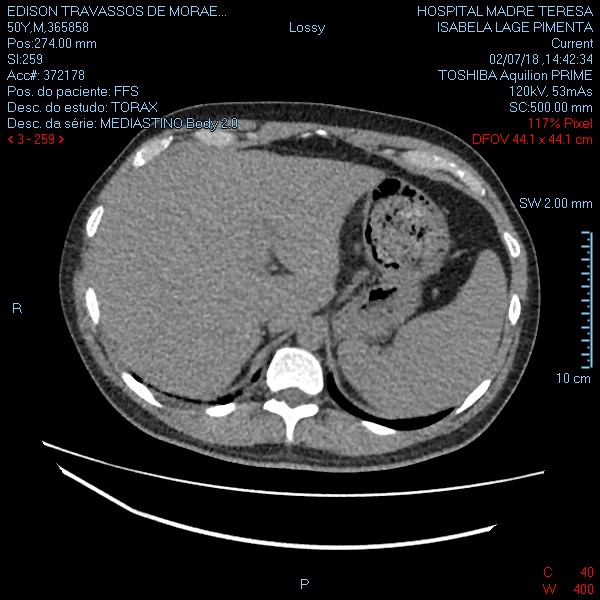 EDISON TRAVASSOS DE MORAE...
50Y,M,365858
Pos:274.00 mm
SI:259
Acc#: 372178
Pos. do paciente: FFS
Desc. do estudo: TORAX
Desc. da série: MEDIASTINO Body 2.0
< 3 - 259 >
Lossy
HOSPITAL MADRE TERESA
ISABELA LAGE PIMENTA
Current
02/07/18 ,14:42:34
TOSHIBA Aquilion PRIME
120kV, 53mAs
SC:500.00 mm
117% Pixel
DFOV 44.1 x 44.1 cm
SW 2.00 mm
R
10 cm
P
C 40
W 400